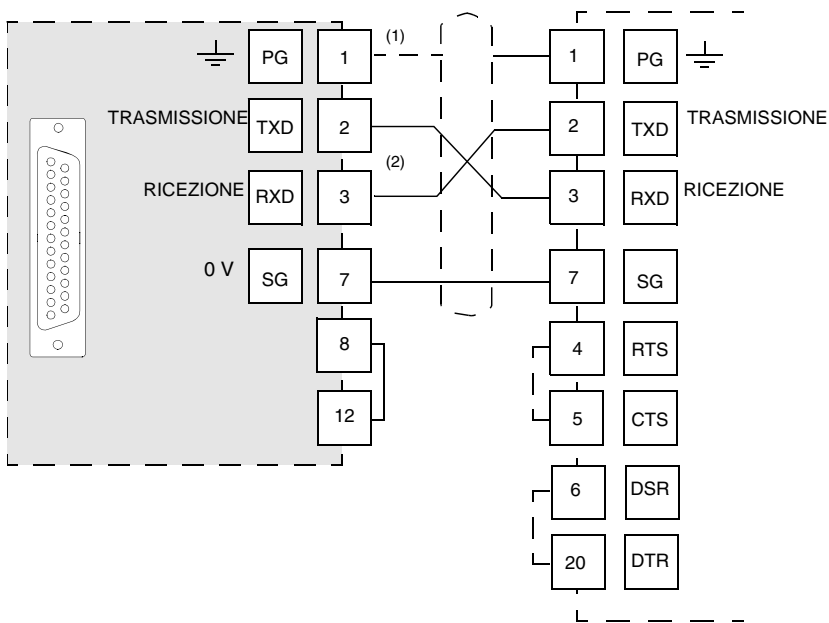 PG 1 (1) 1 PG
TRASMISSIONE TXD 2 2 TXD TRASMISSIONE
RICEZIONE RXD 3 (2) 3 RXD RICEZIONE
0 V SG 7 7 SG
8 4 RTS
12 5 CTS
6 DSR
20 DTR